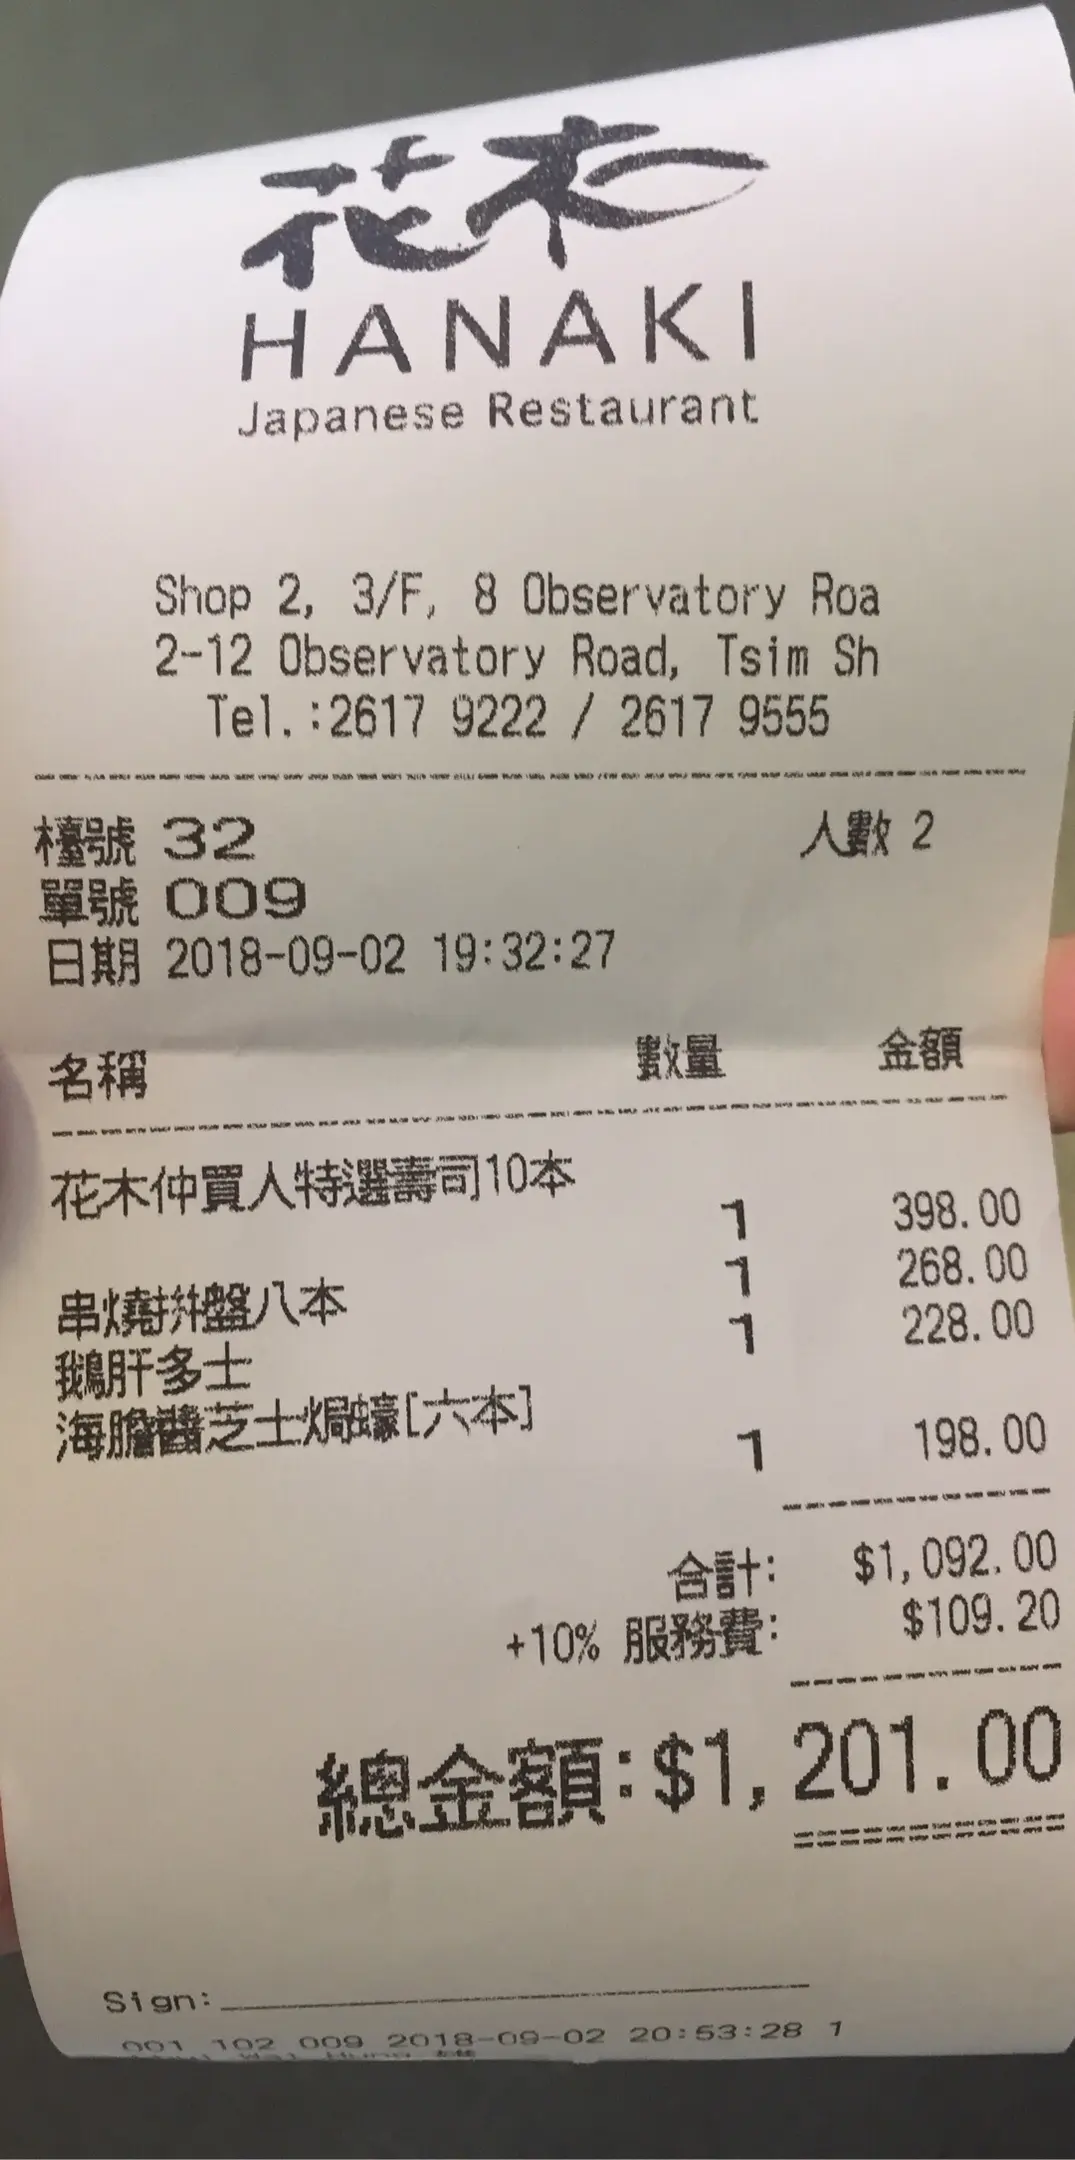 花木
HANAKI
Japanese Restaurant
Shop 2, 3/F, 8 Observatory Roa
2-12 Observatory Road, Tsim Sh
Tel.:2617 9222 / 2617 9555
檯號 32 人數 2
單號 009
日期 2018-09-02 19:32:27
名稱 數量 金額
花木仲買人特選壽司10本
1 398.00
串燒拼盤八本 1 268.00
鵝肝多士 1 228.00
海膽醬芝士焗蠔[六本]
1 198.00
合計: $1,092.00
+10% 服務費: $109.20
總金額:$1,201.00
Sign:
001 102 009 2018-09-02 20:53:28 1